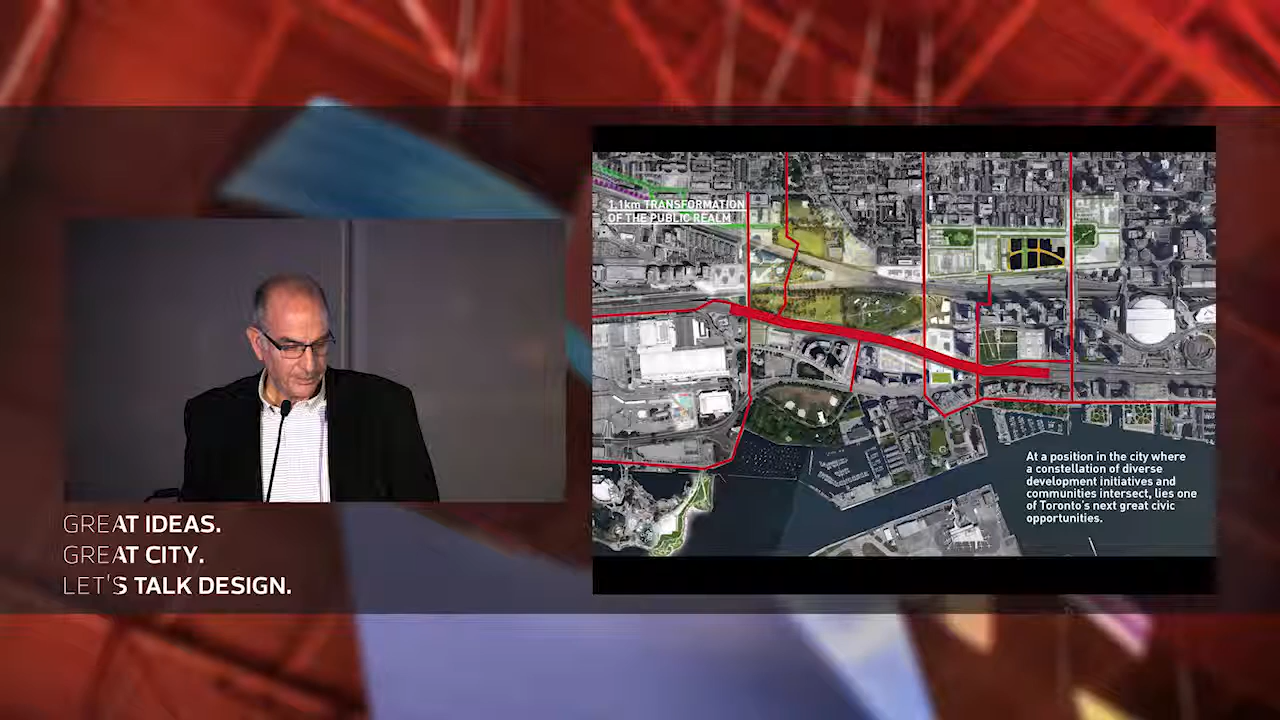 1.1km TRANSFORMATION
OF THE PUBLIC REALM
At a position in the city where
a constellation of diverse
development initiatives and
communities intersect, lies one
of Toronto's next great civic
opportunities.
GREAT IDEAS.
GREAT CITY.
LET'S TALK DESIGN.